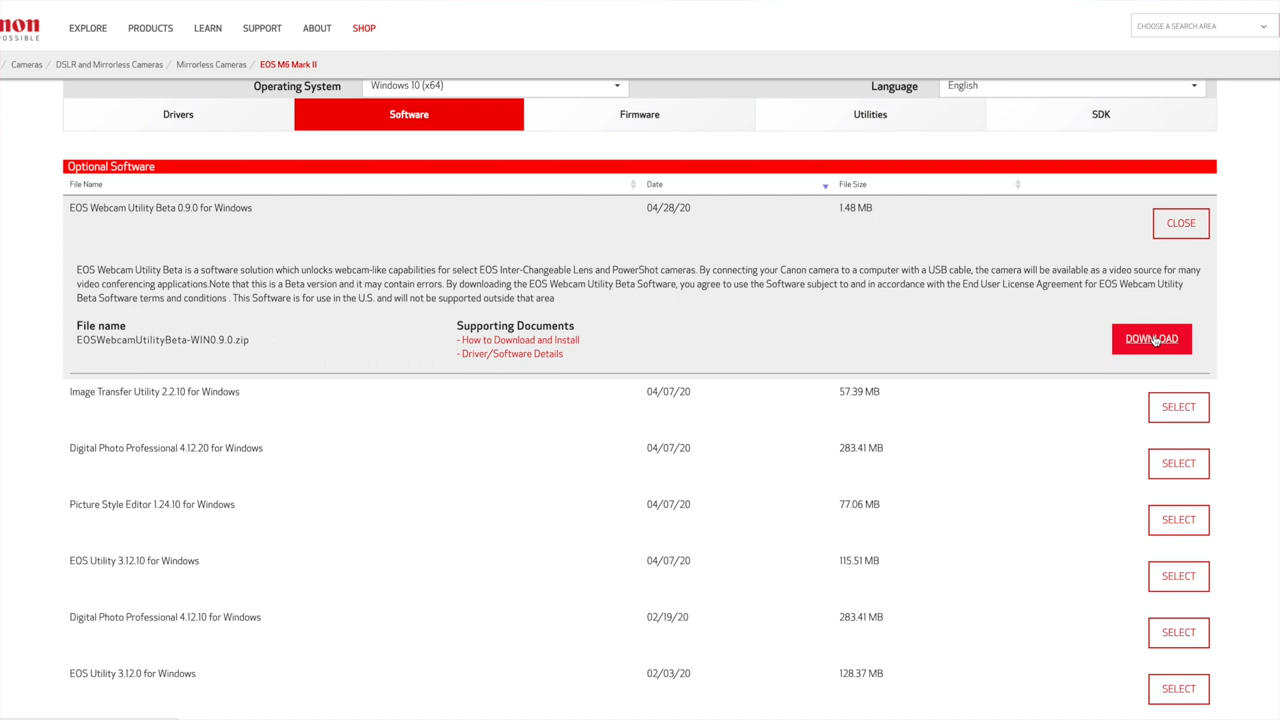 non
POSSIBLE
EXPLORE PRODUCTS LEARN SUPPORT ABOUT SHOP
CHOOSE A SEARCH AREA
/ Cameras / DSLR and Mirrorless Cameras / Mirrorless Cameras / EOS M6 Mark II
Operating System Windows 10 (x64) Language English
Drivers Software Firmware Utilities SDK
Optional Software
File Name Date File Size
EOS Webcam Utility Beta 0.9.0 for Windows 04/28/20 1.48 MB
CLOSE
EOS Webcam Utility Beta is a software solution which unlocks webcam-like capabilities for select EOS Inter-Changeable Lens and PowerShot cameras. By connecting your Canon camera to a computer with a USB cable, the camera will be available as a video source for many
video conferencing applications.Note that this is a Beta version and it may contain errors. By downloading the EOS Webcam Utility Beta Software, you agree to use the Software subject to and in accordance with the End User License Agreement for EOS Webcam Utility
Beta Software terms and conditions . This Software is for use in the U.S. and will not be supported outside that area
File name Supporting Documents
EOSWebcamUtilityBeta-WIN0.9.0.zip - How to Download and Install DOWNLOAD
- Driver/Software Details
Image Transfer Utility 2.2.10 for Windows 04/07/20 57.39 MB
SELECT
Digital Photo Professional 4.12.20 for Windows 04/07/20 283.41 MB
SELECT
Picture Style Editor 1.24.10 for Windows 04/07/20 77.06 MB
SELECT
EOS Utility 3.12.10 for Windows 04/07/20 115.51 MB
SELECT
Digital Photo Professional 4.12.10 for Windows 02/19/20 283.41 MB
SELECT
EOS Utility 3.12.0 for Windows 02/03/20 128.37 MB
SELECT